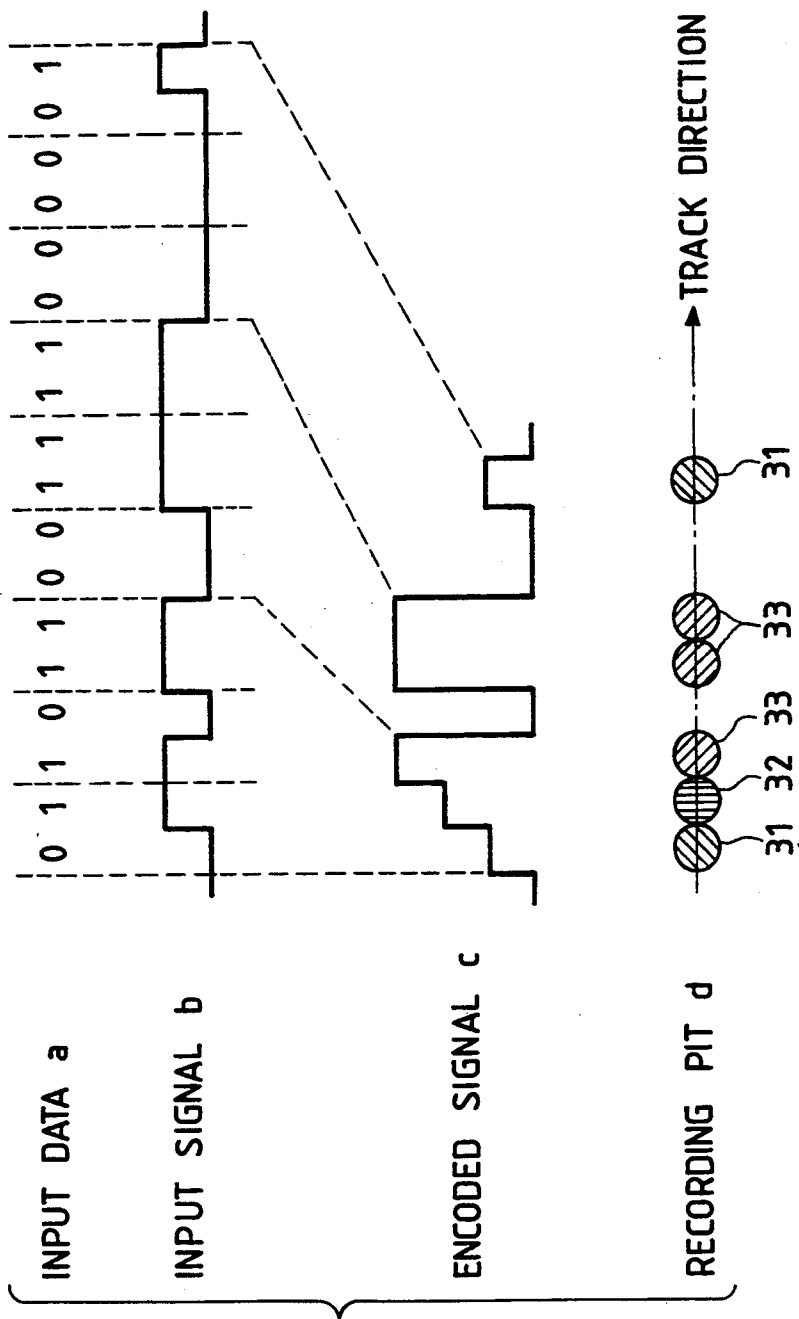 INPUT DATA a 0 1 1 0 1 1 0 0 1 1 1 1 0 0 0 0 0 1
INPUT SIGNAL b
ENCODED SIGNAL c
RECORDING PIT d TRACK DIRECTION
31 32 33 33 31